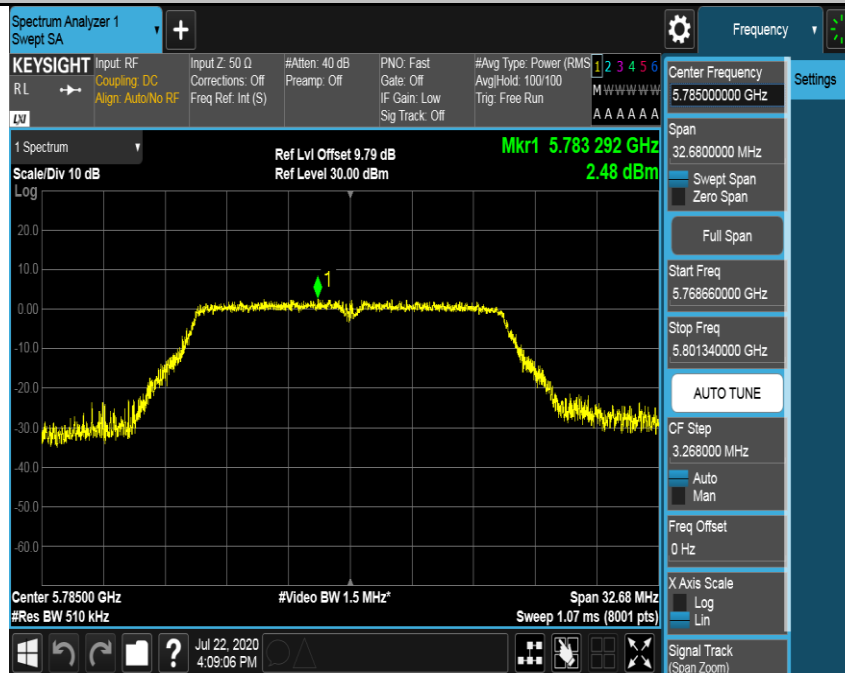 Spectrum Analyzer 1
Swept SA
+
Frequency
KEYSIGHT
RL
LXI
Input: RF
Coupling: DC
Align: Auto/No RF
Input Z: 50 Ω
Corrections: Off
Freq Ref: Int (S)
#Atten: 40 dB
Preamp: Off
PNO: Fast
Gate: Off
IF Gain: Low
Sig Track: Off
#Avg Type: Power (RMS
Avg|Hold: 100/100
Trig: Free Run
1 2 3 4 5 6
M W W W W W
A A A A A A
1 Spectrum
Scale/Div 10 dB
Log
Ref Lvl Offset 9.79 dB
Ref Level 30.00 dBm
Mkr1 5.783 292 GHz
2.48 dBm
20.0
10.0
0.00
-10.0
-20.0
-30.0
-40.0
-50.0
-60.0
1
Center 5.78500 GHz
#Res BW 510 kHz
#Video BW 1.5 MHz*
Span 32.68 MHz
Sweep 1.07 ms (8001 pts)
Center Frequency
5.785000000 GHz
Settings
Span
32.6800000 MHz
Swept Span
Zero Span
Full Span
Start Freq
5.768660000 GHz
Stop Freq
5.801340000 GHz
AUTO TUNE
CF Step
3.268000 MHz
Auto
Man
Freq Offset
0 Hz
X Axis Scale
Log
Lin
Signal Track
(Span Zoom)
?
Jul 22, 2020
4:09:06 PM